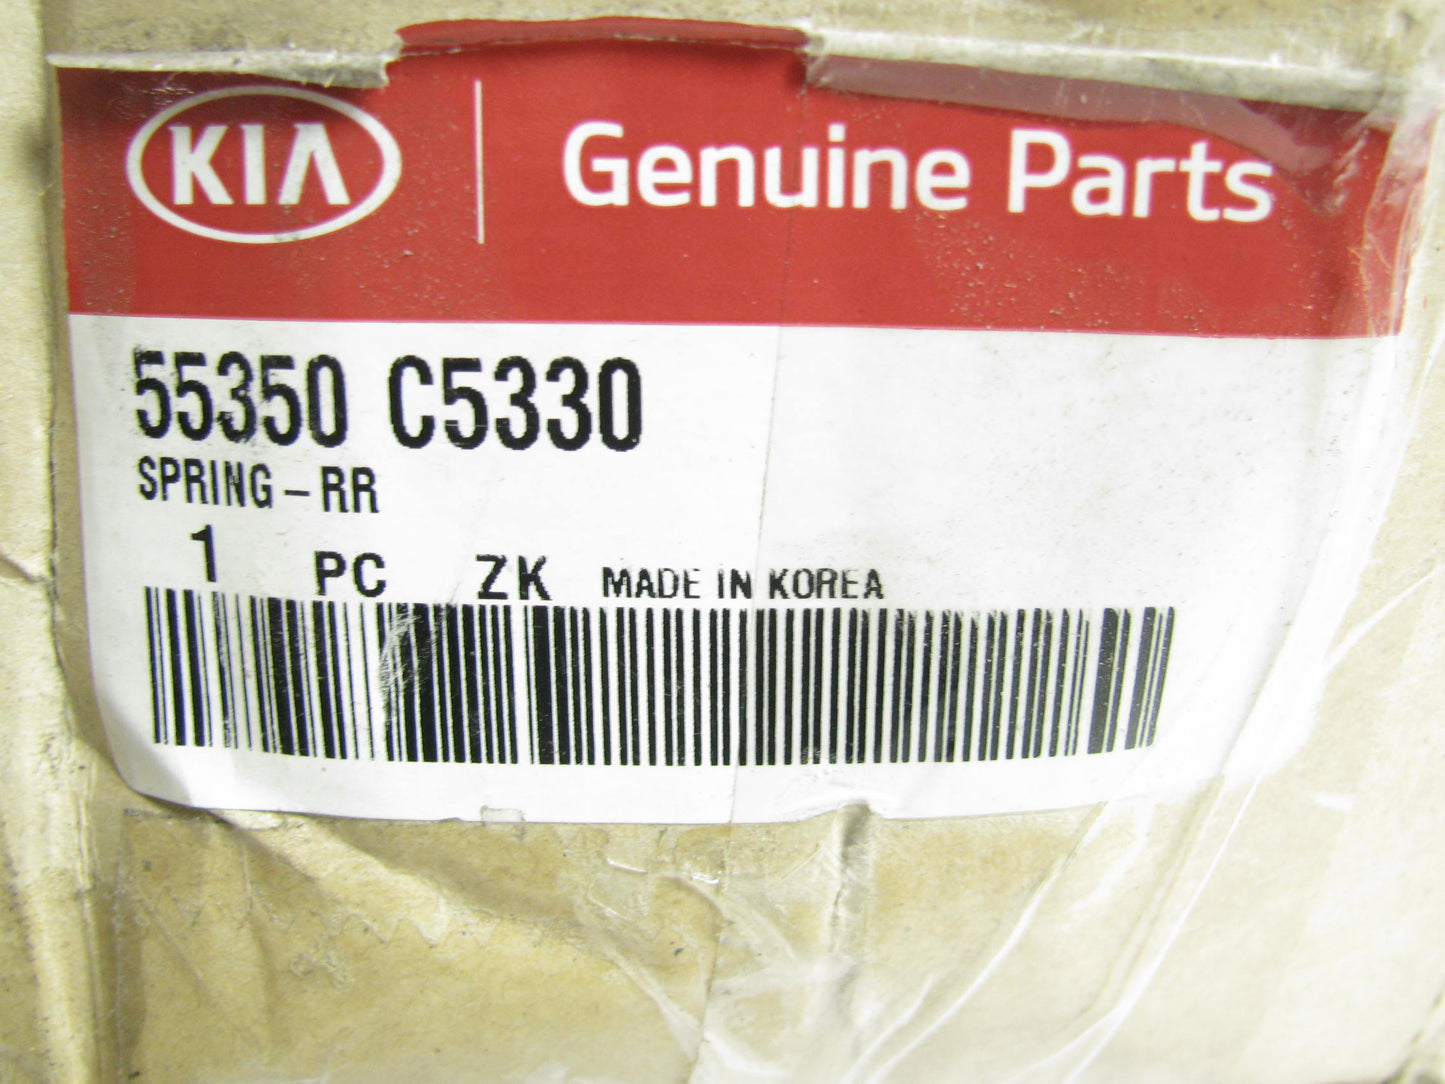 KIA Genuine Parts
55350 C5330
SPRING-RR
1 PC ZK MADE IN KOREA